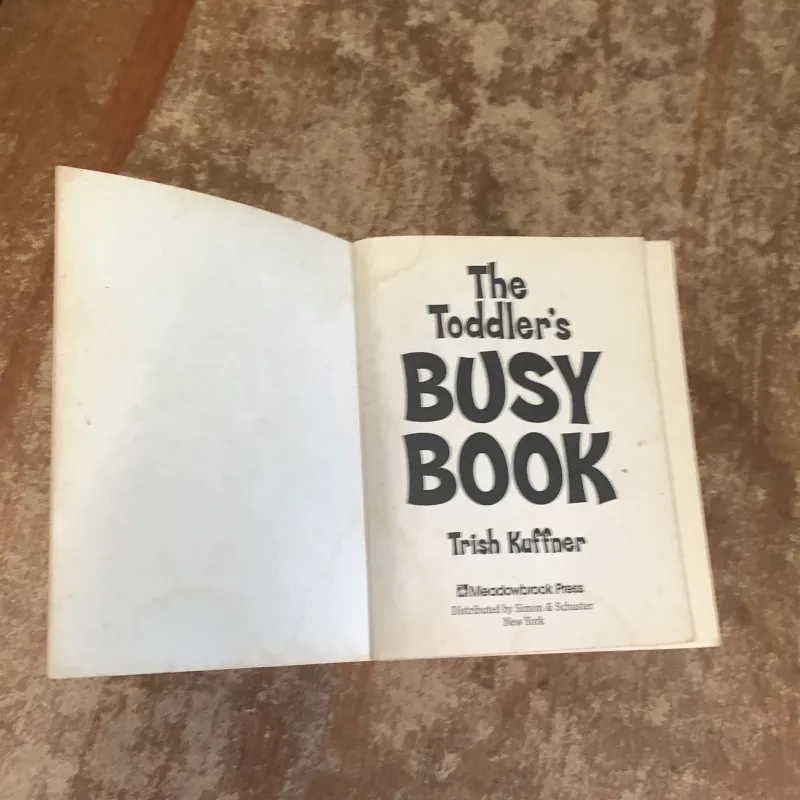 The
Toddler's
BUSY
BOOK
Trish Kuffner
Meadowbrook Press
Distributed by Simon & Schuster
New York